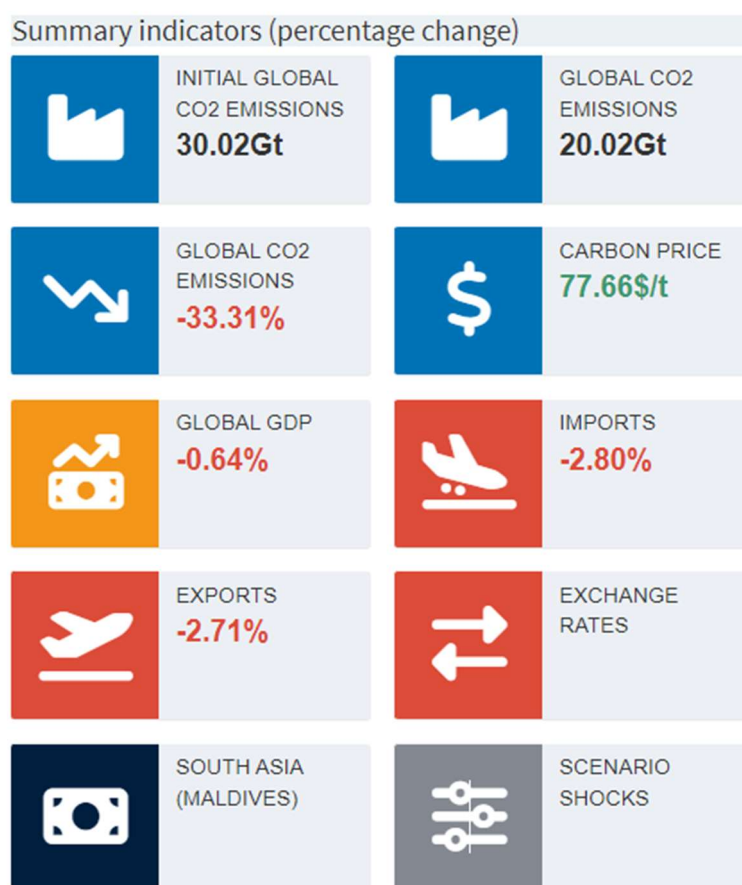 Summary indicators (percentage change)
INITIAL GLOBAL
CO2 EMISSIONS
30.02Gt
GLOBAL CO2
EMISSIONS
20.02Gt
GLOBAL CO2
EMISSIONS
-33.31%
CARBON PRICE
77.66$/t
GLOBAL GDP
-0.64%
IMPORTS
-2.80%
EXPORTS
-2.71%
EXCHANGE
RATES
SOUTH ASIA
(MALDIVES)
SCENARIO
SHOCKS